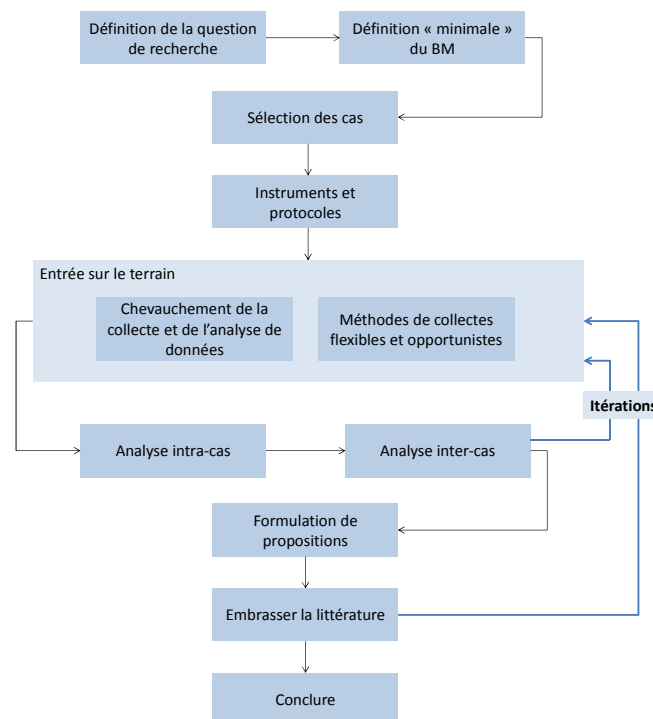 Définition de la question
de recherche
Définition « minimale »
du BM
Sélection des cas
Instruments et
protocoles
Entrée sur le terrain
Chevauchement de la
collecte et de l'analyse de
données
Méthodes de collectes
flexibles et opportunistes
Itérations
Analyse intra-cas
Analyse inter-cas
Formulation de
propositions
Embrasser la littérature
Conclure